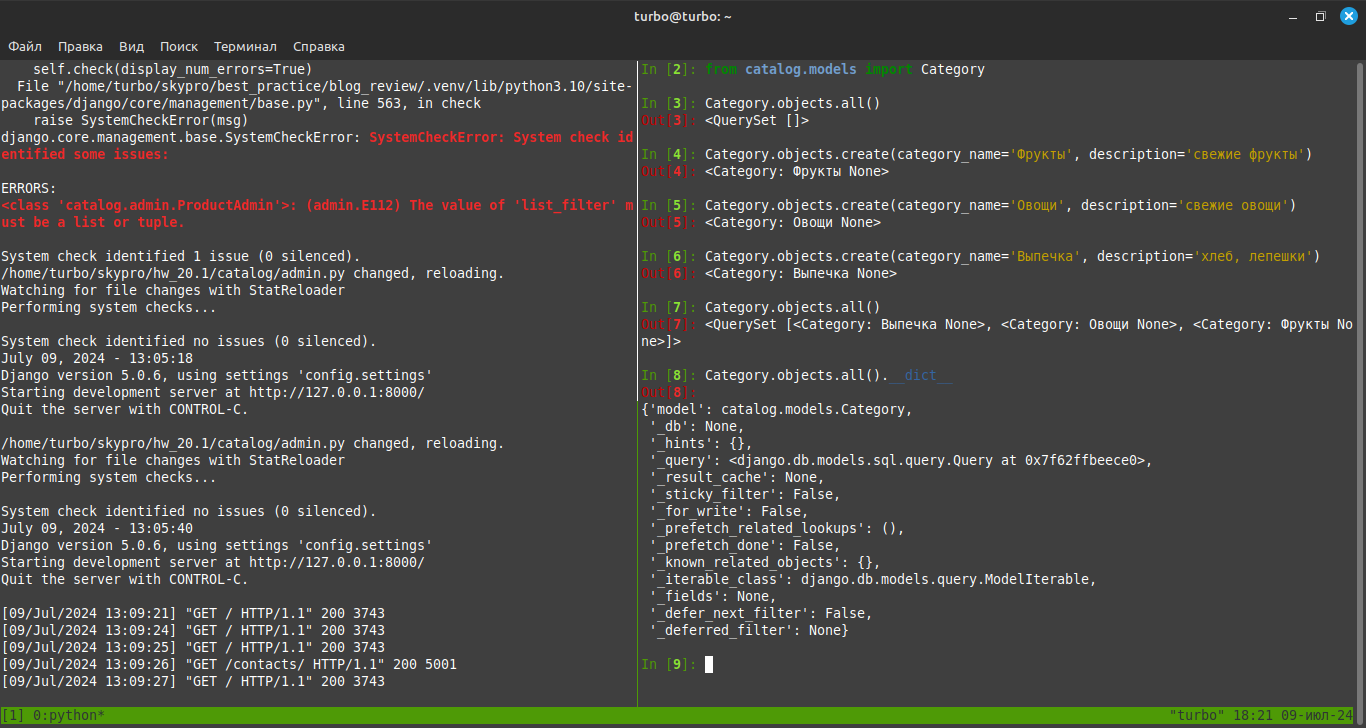 turbo@turbo: ~
Файл Правка Вид Поиск Терминал Справка
    self.check(display_num_errors=True)
  File "/home/turbo/skypro/best_practice/blog_review/.venv/lib/python3.10/site-
packages/django/core/management/base.py", line 563, in check
    raise SystemCheckError(msg)
django.core.management.base.SystemCheckError: SystemCheckError: System check id
entified some issues:

ERRORS:
<class 'catalog.admin.ProductAdmin'>: (admin.E112) The value of 'list_filter' m
ust be a list or tuple.

System check identified 1 issue (0 silenced).
/home/turbo/skypro/hw_20.1/catalog/admin.py changed, reloading.
Watching for file changes with StatReloader
Performing system checks...

System check identified no issues (0 silenced).
July 09, 2024 - 13:05:18
Django version 5.0.6, using settings 'config.settings'
Starting development server at http://127.0.0.1:8000/
Quit the server with CONTROL-C.

/home/turbo/skypro/hw_20.1/catalog/admin.py changed, reloading.
Watching for file changes with StatReloader
Performing system checks...

System check identified no issues (0 silenced).
July 09, 2024 - 13:05:40
Django version 5.0.6, using settings 'config.settings'
Starting development server at http://127.0.0.1:8000/
Quit the server with CONTROL-C.

[09/Jul/2024 13:09:21] "GET / HTTP/1.1" 200 3743
[09/Jul/2024 13:09:24] "GET / HTTP/1.1" 200 3743
[09/Jul/2024 13:09:25] "GET / HTTP/1.1" 200 3743
[09/Jul/2024 13:09:26] "GET /contacts/ HTTP/1.1" 200 5001
[09/Jul/2024 13:09:27] "GET / HTTP/1.1" 200 3743
In [2]: from catalog.models import Category

In [3]: Category.objects.all()
Out[3]: <QuerySet []>

In [4]: Category.objects.create(category_name='Фрукты', description='свежие фрукты')
Out[4]: <Category: Фрукты None>

In [5]: Category.objects.create(category_name='Овощи', description='свежие овощи')
Out[5]: <Category: Овощи None>

In [6]: Category.objects.create(category_name='Выпечка', description='хлеб, лепешки')
Out[6]: <Category: Выпечка None>

In [7]: Category.objects.all()
Out[7]: <QuerySet [<Category: Выпечка None>, <Category: Овощи None>, <Category: Фрукты No
ne>]>

In [8]: Category.objects.all().__dict__
Out[8]:
{'model': catalog.models.Category,
 '_db': None,
 '_hints': {},
 '_query': <django.db.models.sql.query.Query at 0x7f62ffbeece0>,
 '_result_cache': None,
 '_sticky_filter': False,
 '_for_write': False,
 '_prefetch_related_lookups': (),
 '_prefetch_done': False,
 '_known_related_objects': {},
 '_iterable_class': django.db.models.query.ModelIterable,
 '_fields': None,
 '_defer_next_filter': False,
 '_deferred_filter': None}

In [9]:
[1] 0:python* "turbo" 18:21 09-июл-24